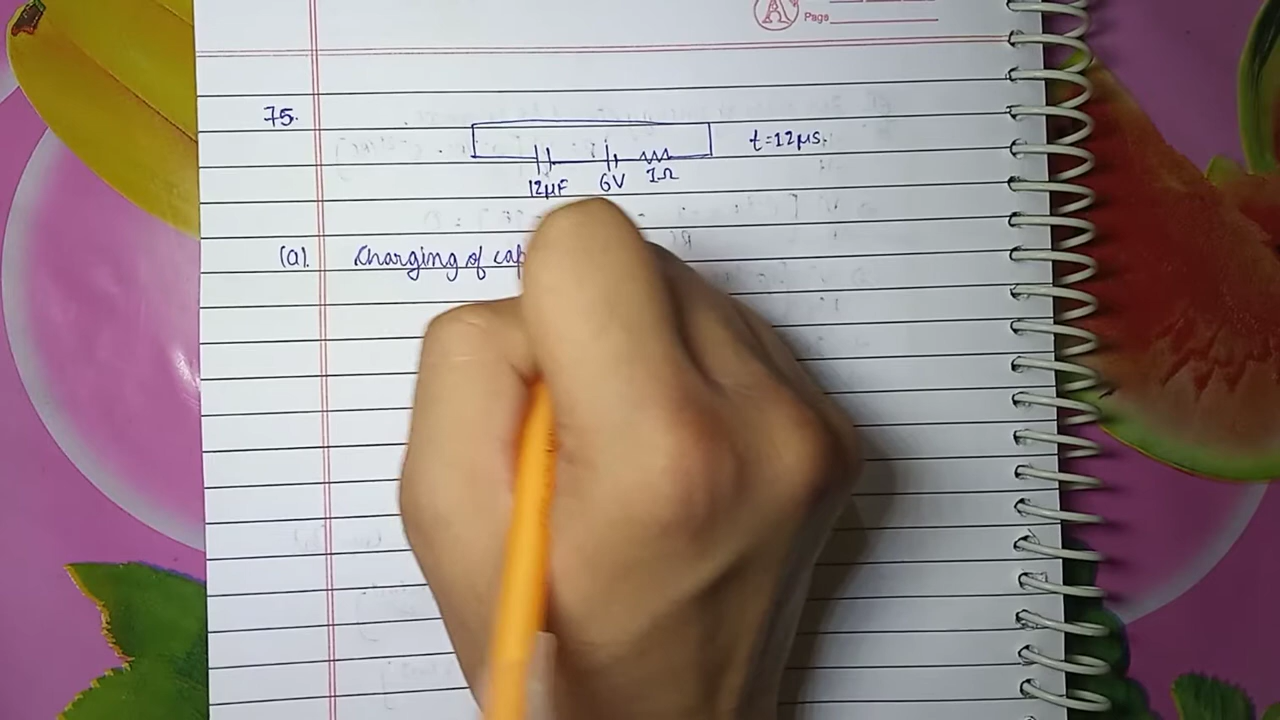 Page
75.
t=12μs.
12μF 6V 1Ω
(a). Charging of cap